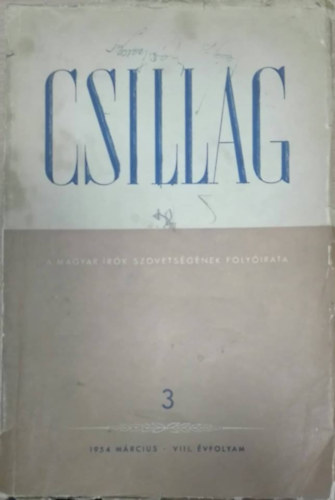 CSILLAG
A MAGYAR ÍRÓK SZÖVETSÉGÉNEK FOLYÓIRATA
3
1954 MÁRCIUS · VIII. ÉVFOLYAM